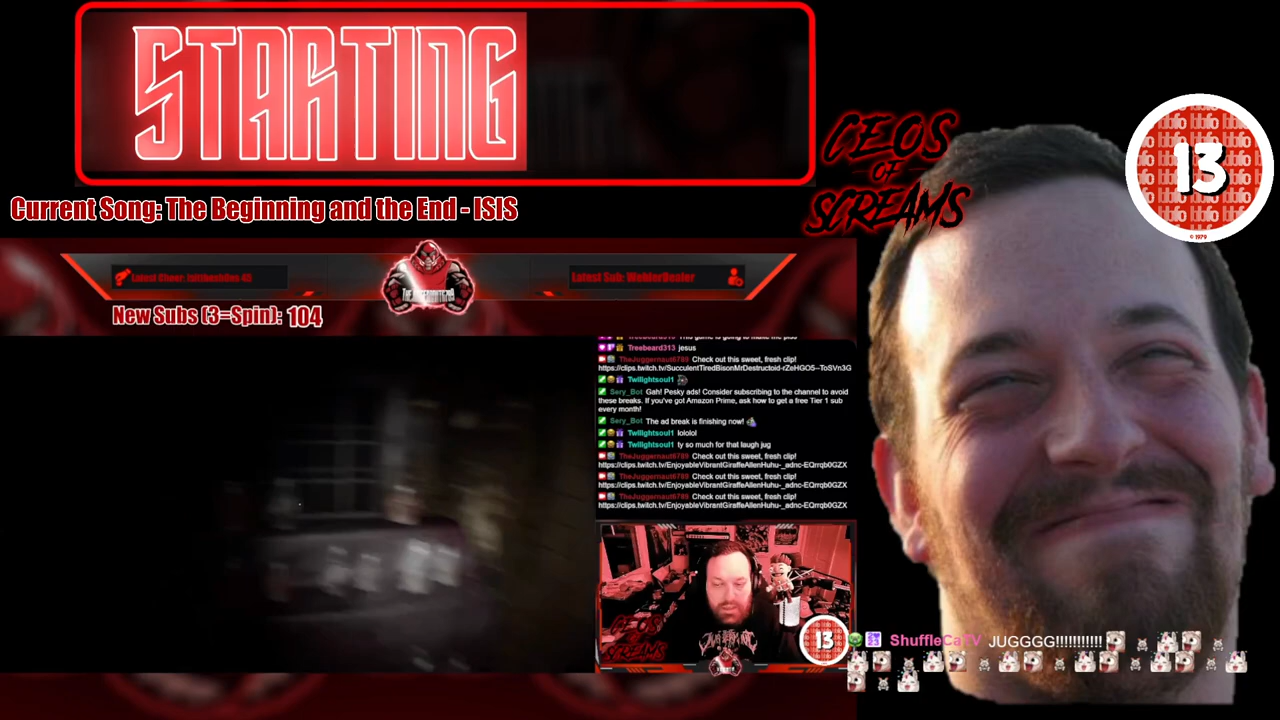 STARTING
CEOS
OF
SCREAMS
13
© 1979
Current Song: The Beginning and the End - ISIS
Latest Sub: WeblerDealer
New Subs (3=Spin): 104
Treebeard313 jesus
TheJuggernaut6789 Check out this sweet, fresh clip!
https://clips.twitch.tv/SucculentTiredBisonMrDestructoid-rZeHGO5--ToSVn3G
Twilightsoul1
Sery_Bot Gah! Pesky ads! Consider subscribing to the channel to avoid
these breaks. If you've got Amazon Prime, ask how to get a free Tier 1 sub
every month!
Sery_Bot The ad break is finishing now!
Twilightsoul1 lololol
Twilightsoul1 ty so much for that laugh jug
TheJuggernaut6789 Check out this sweet, fresh clip!
https://clips.twitch.tv/EnjoyableVibrantGiraffeAllenHuhu-_adnc-EQrrqb0GZX
TheJuggernaut6789 Check out this sweet, fresh clip!
https://clips.twitch.tv/EnjoyableVibrantGiraffeAllenHuhu-_adnc-EQrrqb0GZX
TheJuggernaut6789 Check out this sweet, fresh clip!
https://clips.twitch.tv/EnjoyableVibrantGiraffeAllenHuhu-_adnc-EQrrqb0GZX
13
SCREAMS
ShuffleCaTV JUGGGG!!!!!!!!!!!